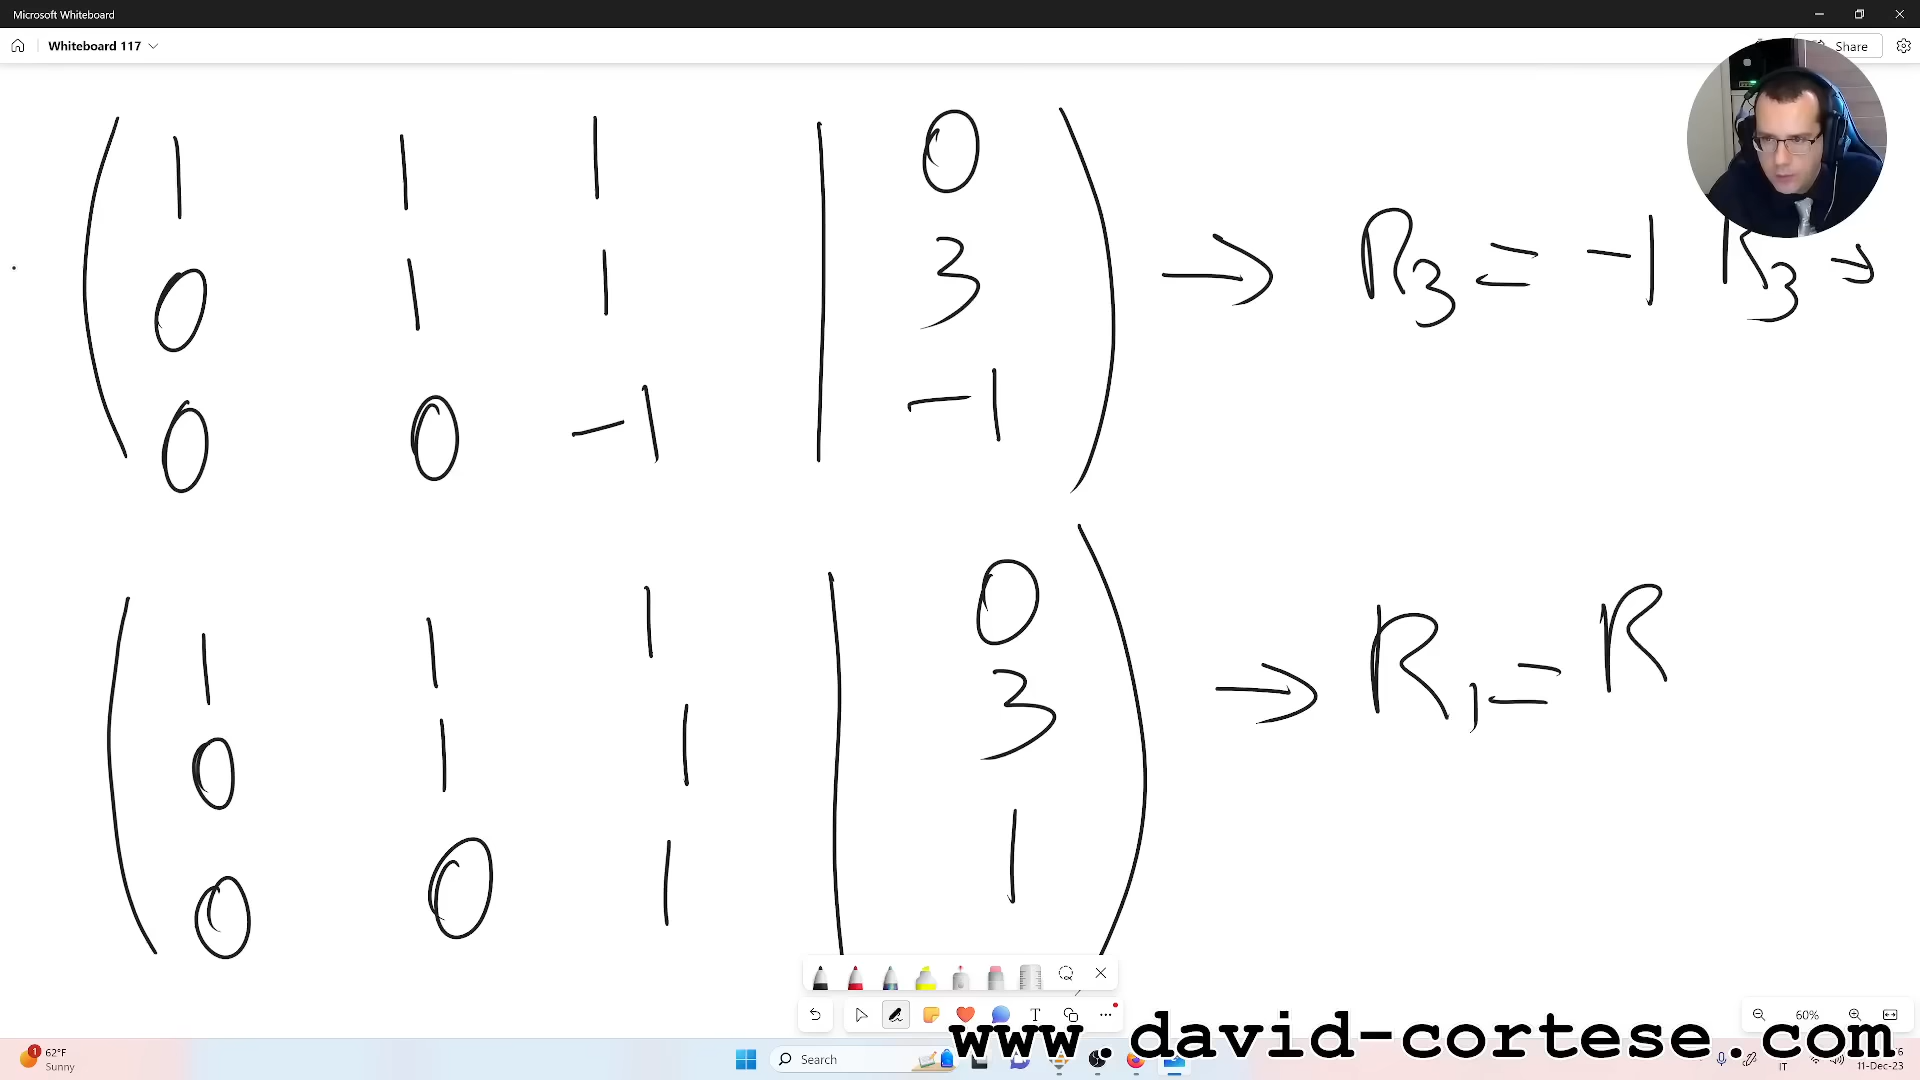 Microsoft Whiteboard
Whiteboard 117
Share
1 1 1 | 0
0 1 1 | 3 → R3 = -1 R3 →
0 0 -1 | -1
1 1 1 | 0
0 1 1 | 3 → R1 = R
0 0 1 | 1
60%
www.david-cortese.com
1
62°F
Sunny
Search
IT
11-Dec-23